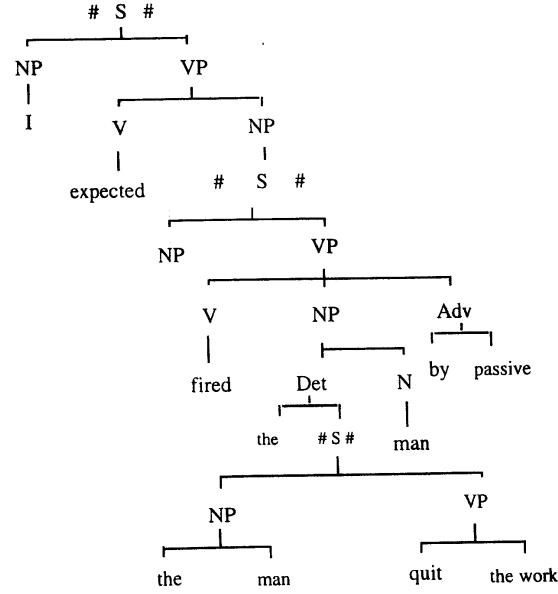 # S #
NP VP
I V NP
expected # S #
NP VP
V NP Adv
fired Det N by passive
the # S # man
NP VP
the man quit the work